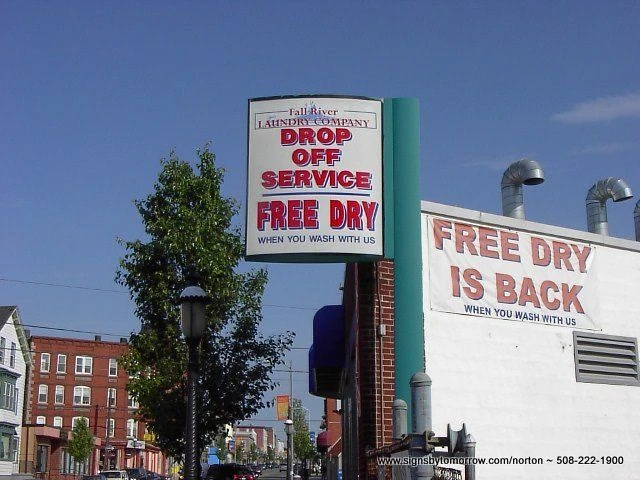 Fall River
LAUNDRY COMPANY
DROP
OFF
SERVICE
FREE DRY
WHEN YOU WASH WITH US
FREE DRY
IS BACK
WHEN YOU WASH WITH US
www.signsbytomorrow.com/norton ~ 508-222-1900